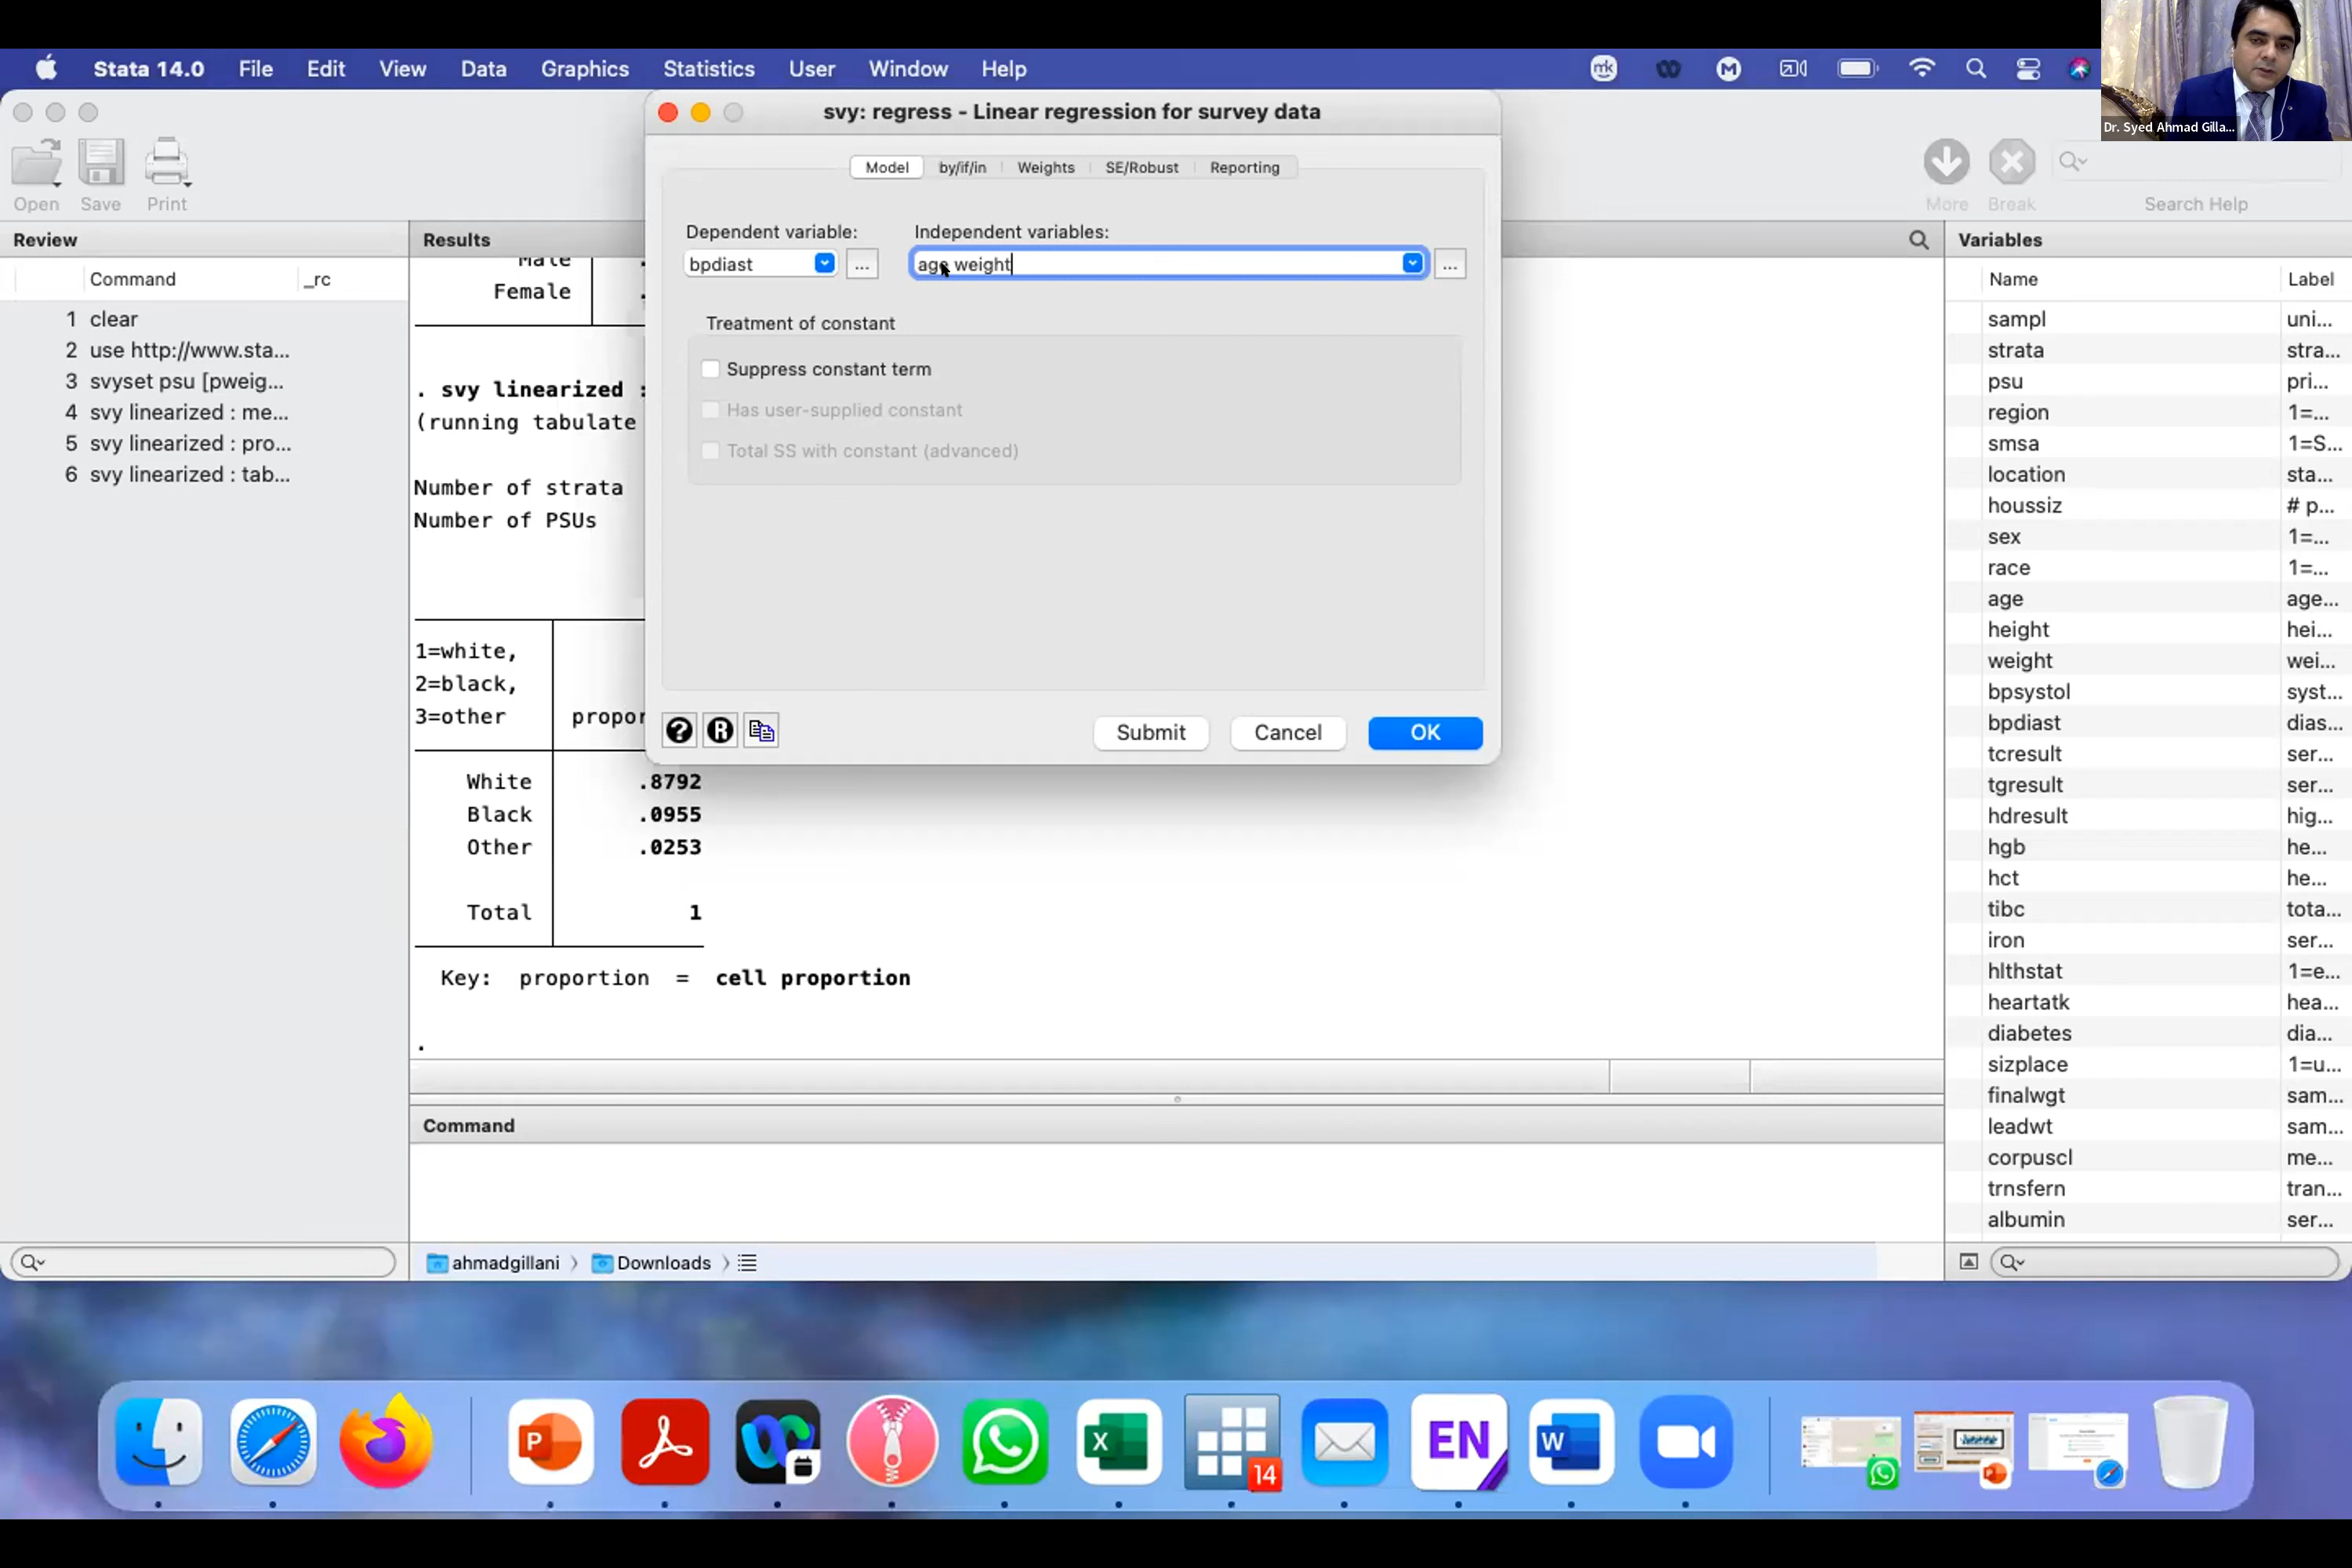 Stata 14.0 File Edit View Data Graphics Statistics User Window Help
Dr. Syed Ahmad Gilla...
svy: regress - Linear regression for survey data
Open Save Print
More Break Search Help
Model by/if/in Weights SE/Robust Reporting
Dependent variable: Independent variables:
bpdiast ... age weight ...
Treatment of constant
Suppress constant term
Has user-supplied constant
Total SS with constant (advanced)
? R
Submit Cancel OK
Review
Command _rc
1 clear
2 use http://www.sta...
3 svyset psu [pweig...
4 svy linearized : me...
5 svy linearized : pro...
6 svy linearized : tab...
Results
Male
Female
. svy linearized :
(running tabulate
Number of strata
Number of PSUs
1=white,
2=black,
3=other propor
White .8792
Black .0955
Other .0253
Total 1
Key: proportion = cell proportion
.
Command
ahmadgillani Downloads
Variables
Name Label
sampl uni...
strata stra...
psu pri...
region 1=...
smsa 1=S...
location sta...
houssiz # p...
sex 1=...
race 1=...
age age...
height hei...
weight wei...
bpsystol syst...
bpdiast dias...
tcresult ser...
tgresult ser...
hdresult hig...
hgb he...
hct he...
tibc tota...
iron ser...
hlthstat 1=e...
heartatk hea...
diabetes dia...
sizplace 1=u...
finalwgt sam...
leadwt sam...
corpuscl me...
trnsfern tran...
albumin ser...
P X 14 EN W